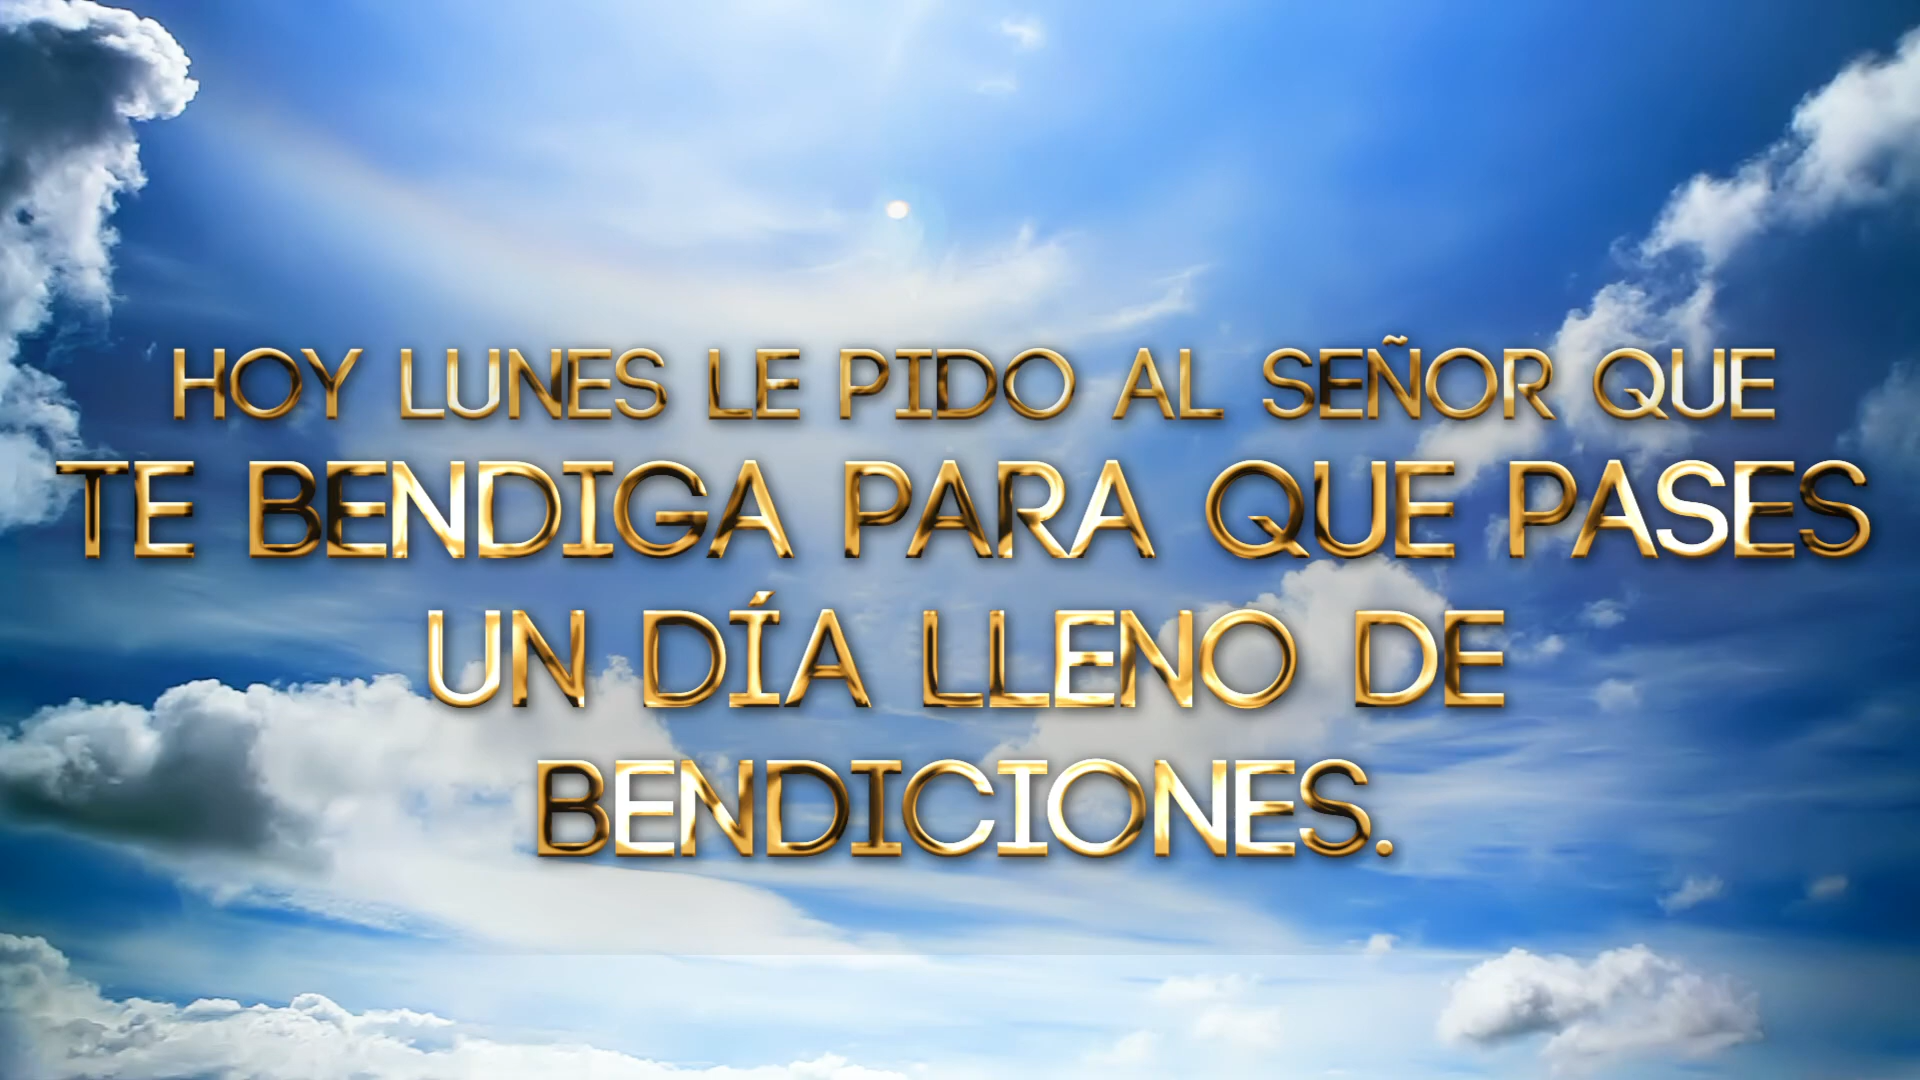 HOY LUNES LE PIDO AL SEÑOR QUE
TE BENDIGA PARA QUE PASES
UN DÍA LLENO DE
BENDICIONES.